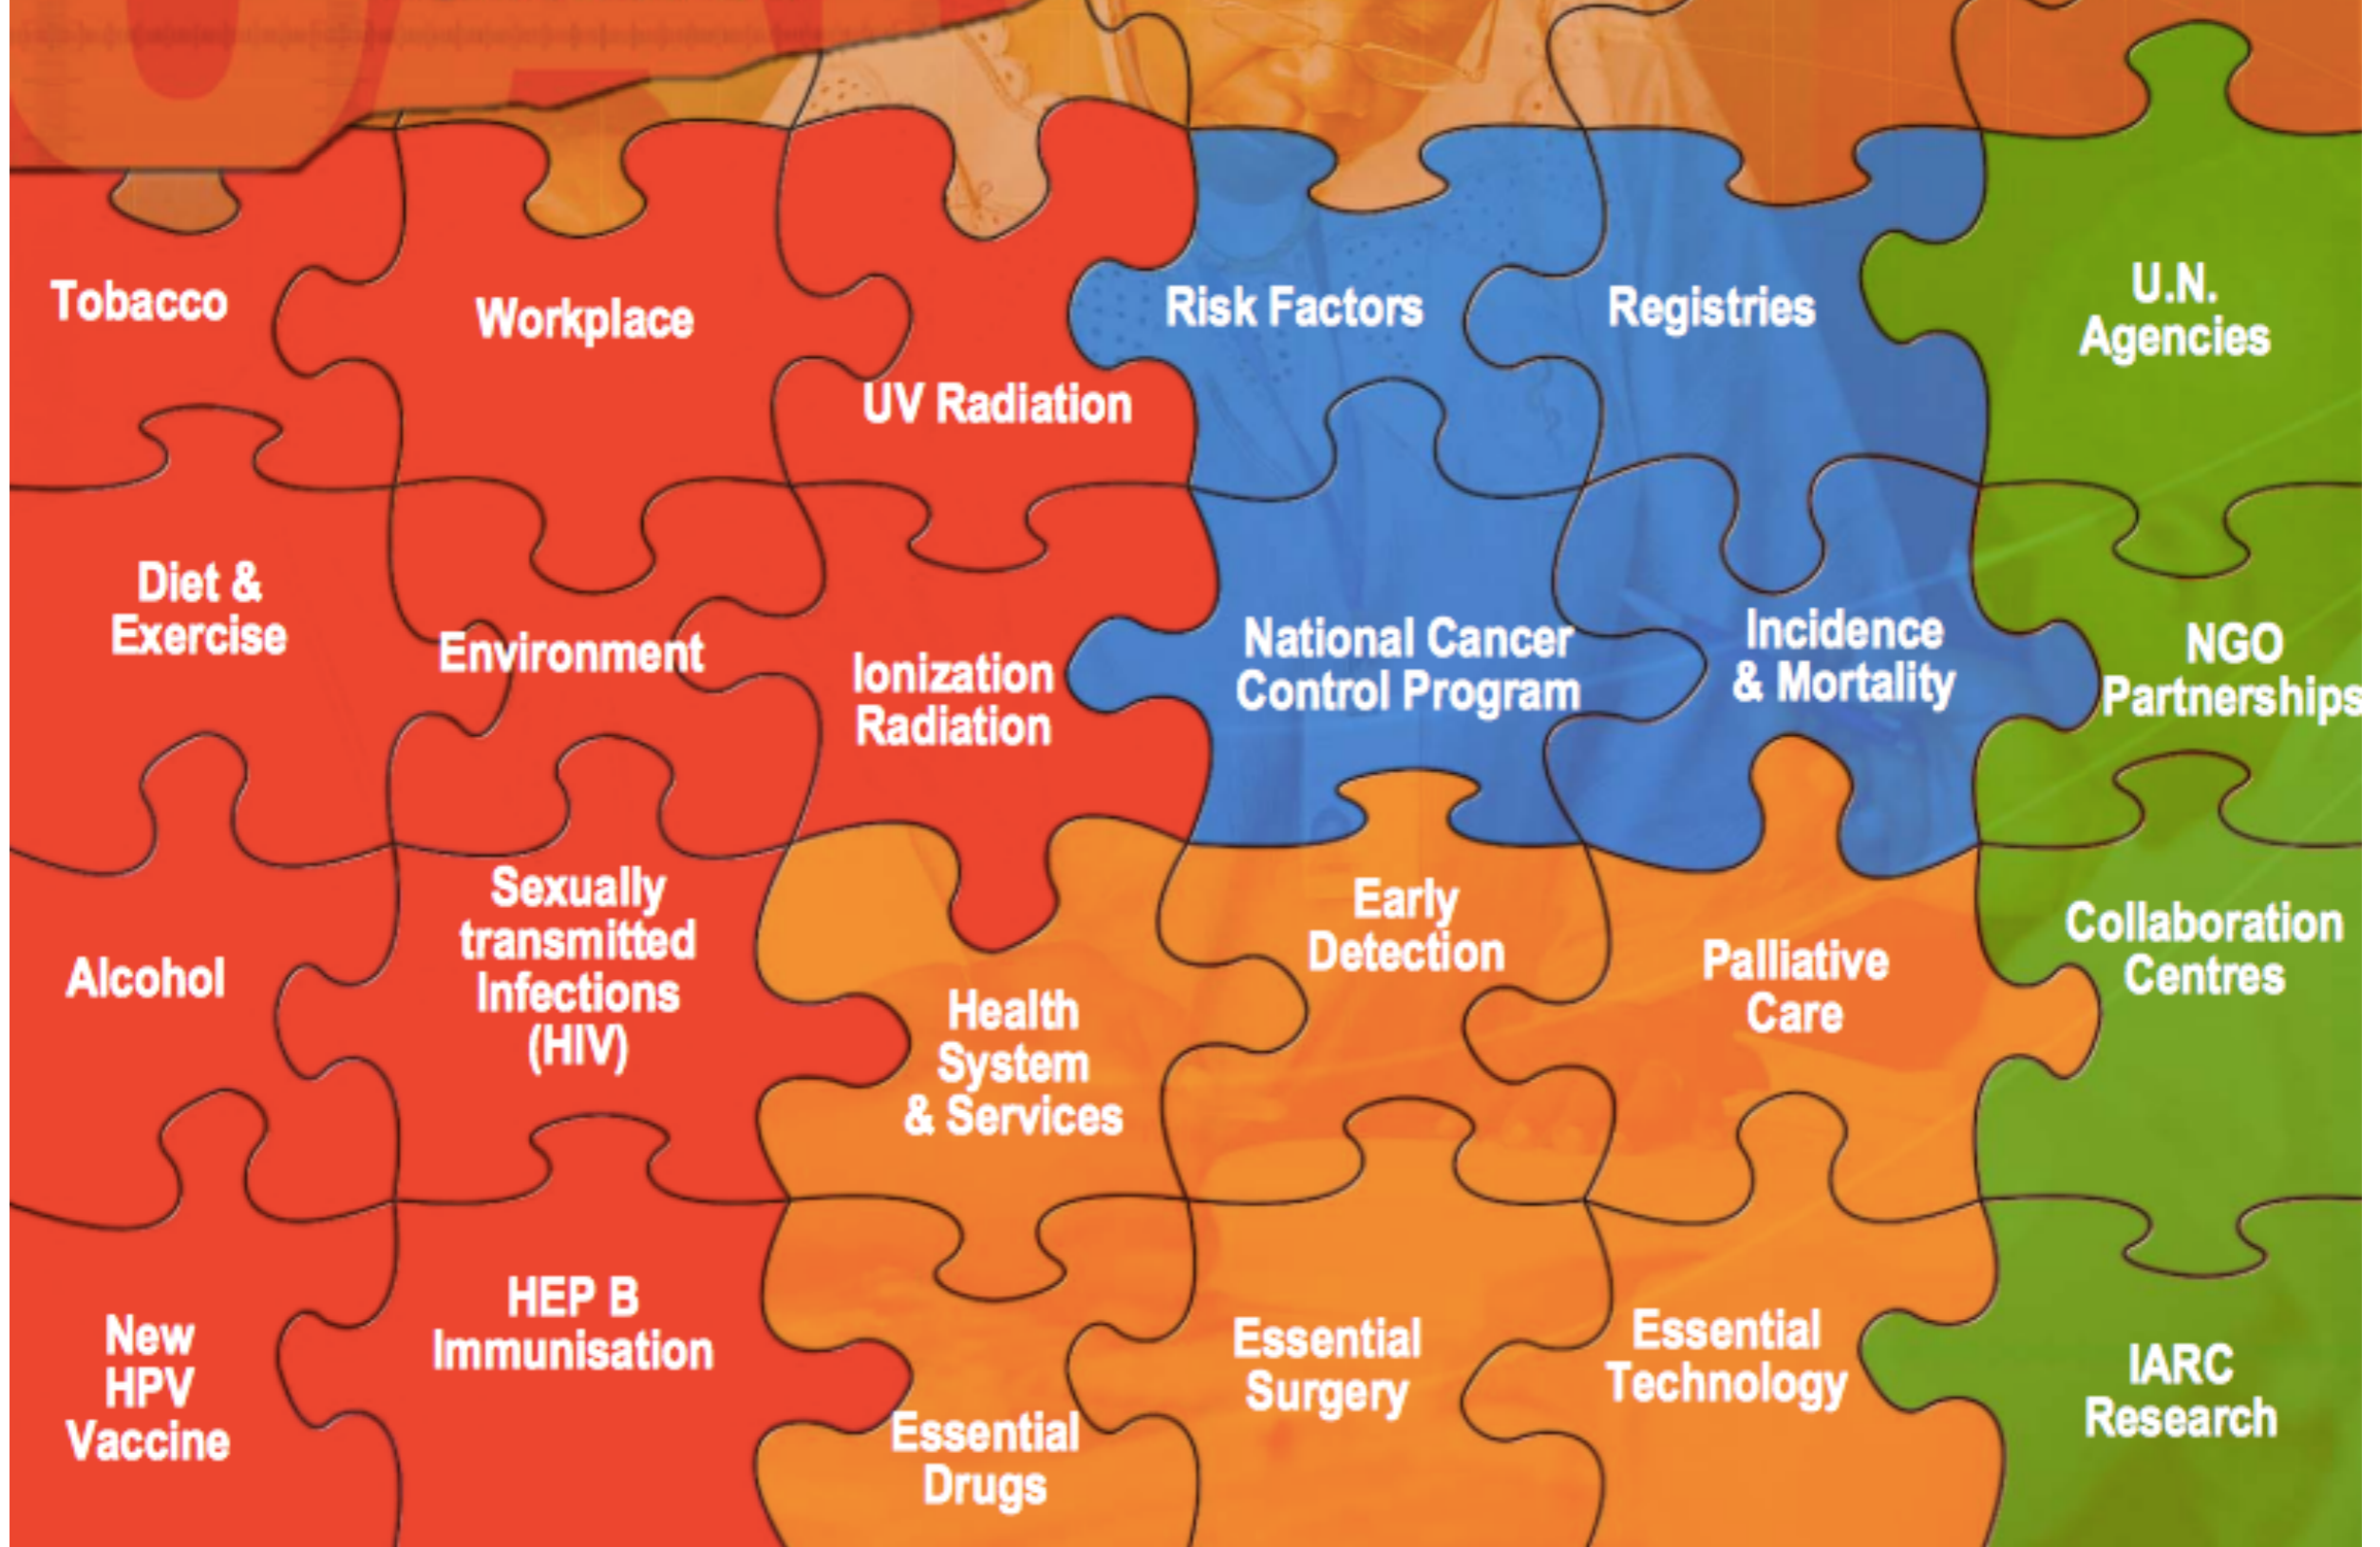 Tobacco
Workplace
UV Radiation
Risk Factors
Registries
U.N.
Agencies
Diet &
Exercise
Environment
Ionization
Radiation
National Cancer
Control Program
Incidence
& Mortality
NGO
Partnerships
Alcohol
Sexually
transmitted
Infections
(HIV)
Health
System
& Services
Early
Detection
Palliative
Care
Collaboration
Centres
New
HPV
Vaccine
HEP B
Immunisation
Essential
Drugs
Essential
Surgery
Essential
Technology
IARC
Research